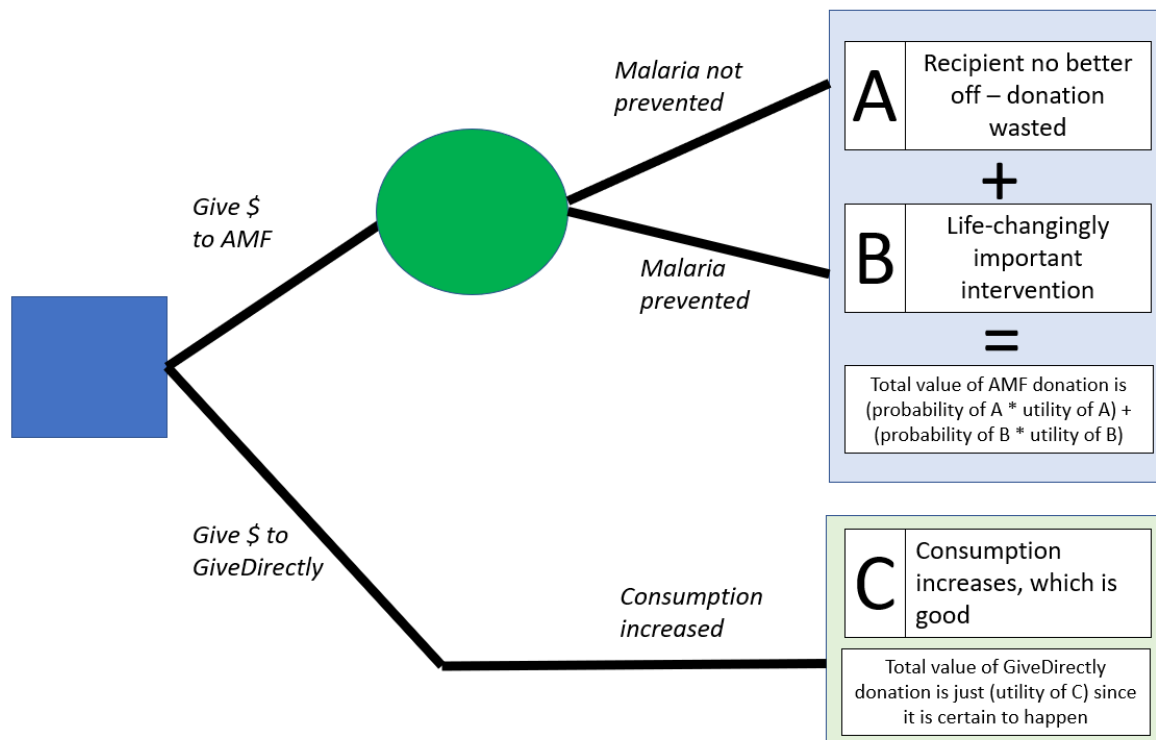 Malaria not
prevented
A
Recipient no better
off – donation
wasted
+
Give $
to AMF
Malaria
prevented
B
Life-changingly
important
intervention
=
Total value of AMF donation is
(probability of A * utility of A) +
(probability of B * utility of B)
Give $ to
GiveDirectly
Consumption
increased
C
Consumption
increases, which is
good
Total value of GiveDirectly
donation is just (utility of C) since
it is certain to happen